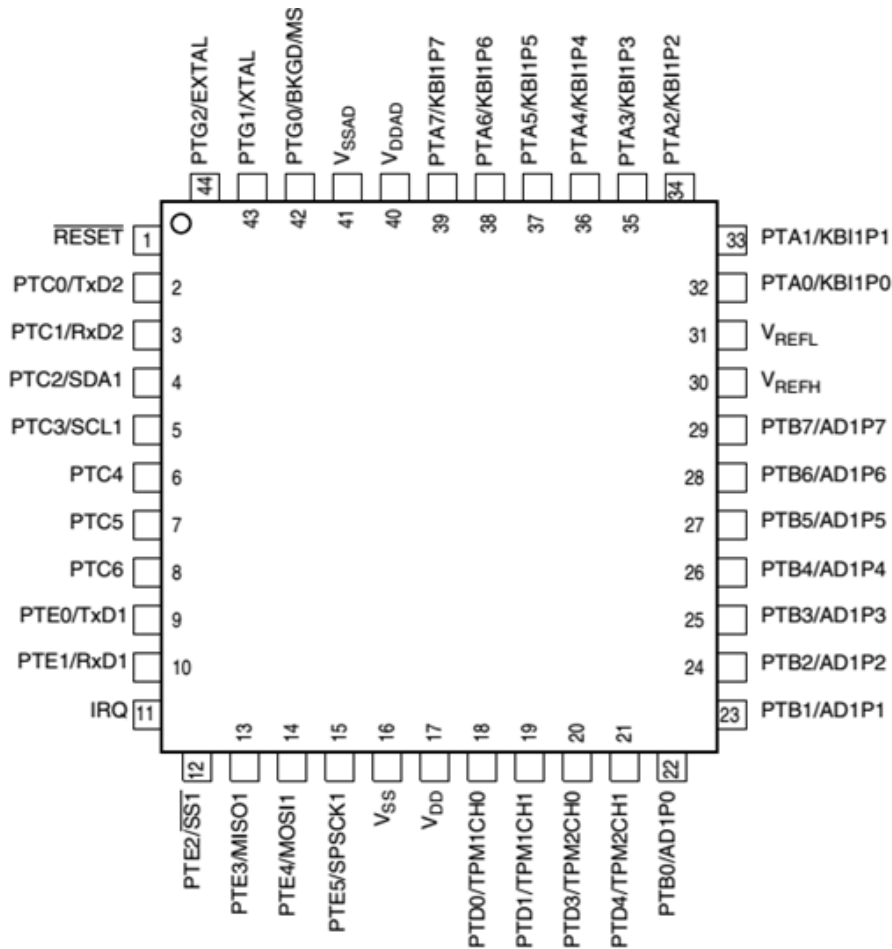 PTG2/EXTAL
PTG1/XTAL
PTG0/BKGD/MS
VSSAD
VDDAD
PTA7/KBI1P7
PTA6/KBI1P6
PTA5/KBI1P5
PTA4/KBI1P4
PTA3/KBI1P3
PTA2/KBI1P2
44
43
42
41
40
39
38
37
36
35
34
RESET 1
PTC0/TxD2 2
PTC1/RxD2 3
PTC2/SDA1 4
PTC3/SCL1 5
PTC4 6
PTC5 7
PTC6 8
PTE0/TxD1 9
PTE1/RxD1 10
IRQ 11
33 PTA1/KBI1P1
32 PTA0/KBI1P0
31 VREFL
30 VREFH
29 PTB7/AD1P7
28 PTB6/AD1P6
27 PTB5/AD1P5
26 PTB4/AD1P4
25 PTB3/AD1P3
24 PTB2/AD1P2
23 PTB1/AD1P1
12
13
14
15
16
17
18
19
20
21
22
PTE2/SS1
PTE3/MISO1
PTE4/MOSI1
PTE5/SPSCK1
VSS
VDD
PTD0/TPM1CH0
PTD1/TPM1CH1
PTD3/TPM2CH0
PTD4/TPM2CH1
PTB0/AD1P0